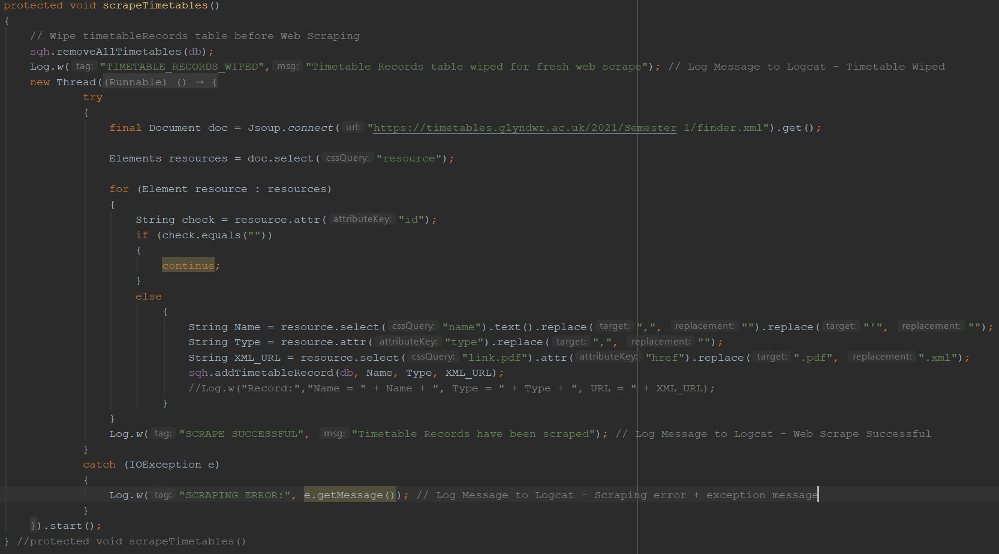 protected void scrapeTimetables()
{
// Wipe timetableRecords table before Web Scraping
sqh.removeAllTimetables(db);
Log.w( tag: "TIMETABLE_RECORDS_WIPED", msg: "Timetable Records table wiped for fresh web scrape"); // Log Message to Logcat - Timetable Wiped
new Thread((Runnable) () → {
try
{
final Document doc = Jsoup.connect( url: "https://timetables.glyndwr.ac.uk/2021/Semester 1/finder.xml").get();
Elements resources = doc.select( cssQuery: "resource");
for (Element resource : resources)
{
String check = resource.attr( attributeKey: "id");
if (check.equals(""))
{
continue;
}
else
{
String Name = resource.select( cssQuery: "name").text().replace( target: ",", replacement: "").replace( target: "'", replacement: "");
String Type = resource.attr( attributeKey: "type").replace( target: ",", replacement: "");
String XML_URL = resource.select( cssQuery: "link.pdf").attr( attributeKey: "href").replace( target: ".pdf", replacement: ".xml");
sqh.addTimetableRecord(db, Name, Type, XML_URL);
//Log.w("Record:","Name = " + Name + ", Type = " + Type + ", URL = " + XML_URL);
}
}
Log.w( tag: "SCRAPE SUCCESSFUL", msg: "Timetable Records have been scraped"); // Log Message to Logcat - Web Scrape Successful
}
catch (IOException e)
{
Log.w( tag: "SCRAPING ERROR:", e.getMessage()); // Log Message to Logcat - Scraping error + exception message
}
}).start();
} //protected void scrapeTimetables()